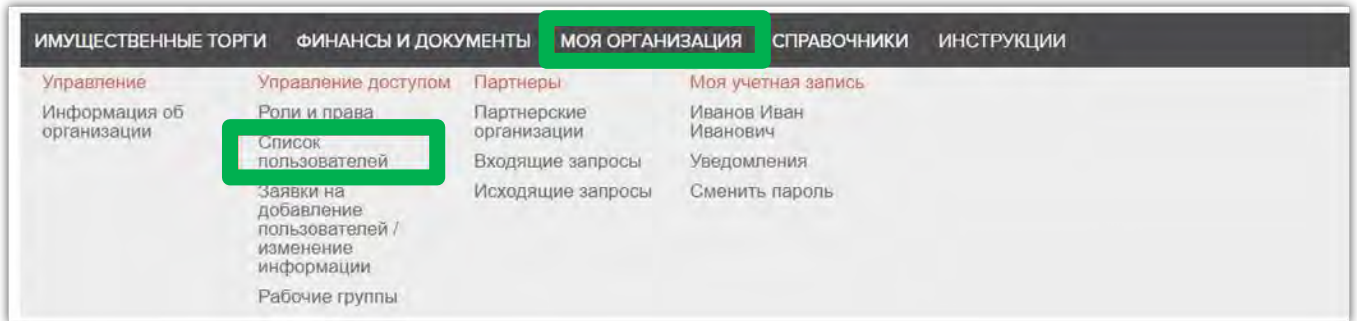 ИМУЩЕСТВЕННЫЕ ТОРГИ ФИНАНСЫ И ДОКУМЕНТЫ МОЯ ОРГАНИЗАЦИЯ СПРАВОЧНИКИ ИНСТРУКЦИИ
Управление
Информация об
организации
Управление доступом
Роли и права
Список
пользователей
Заявки на
добавление
пользователей /
изменение
информации
Рабочие группы
Партнеры
Партнерские
организации
Входящие запросы
Исходящие запросы
Моя учетная запись
Иванов Иван
Иванович
Уведомления
Сменить пароль